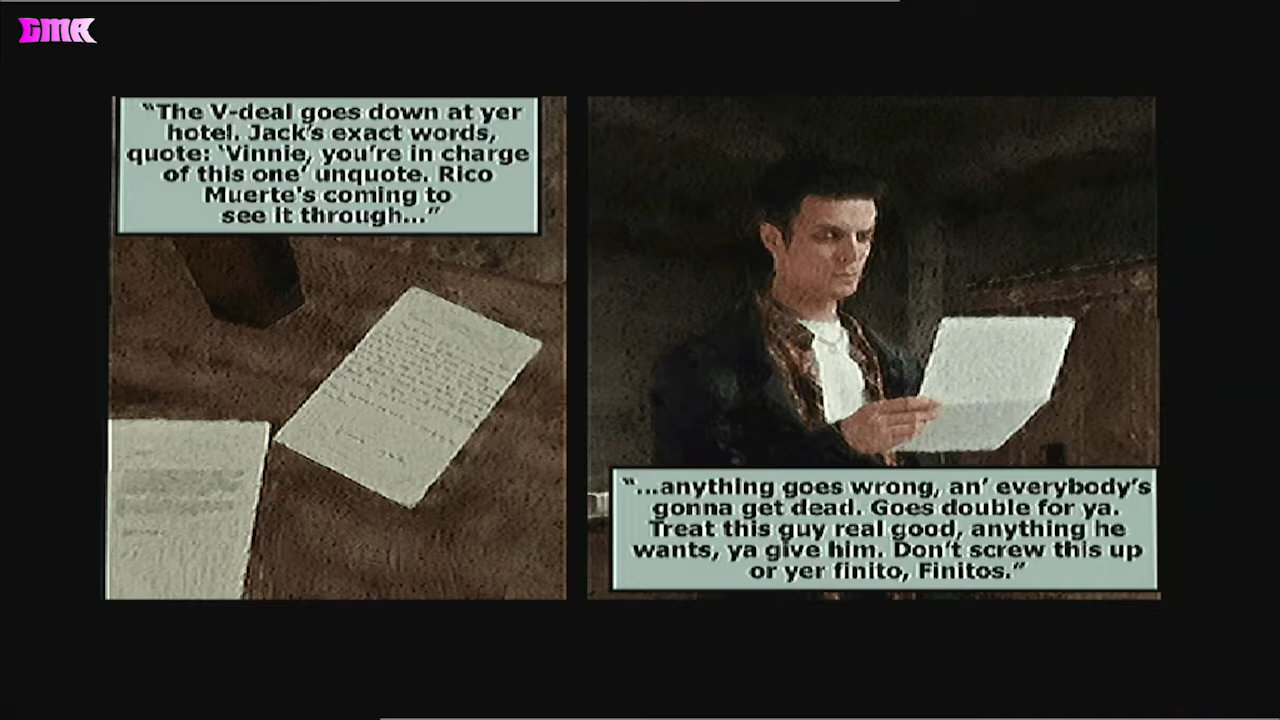 GMR
“The V-deal goes down at yer
hotel. Jack's exact words,
quote: ‘Vinnie, you're in charge
of this one’ unquote. Rico
Muerte's coming to
see it through...”
“...anything goes wrong, an’ everybody's
gonna get dead. Goes double for ya.
Treat this guy real good, anything he
wants, ya give him. Don't screw this up
or yer finito, Finitos.”